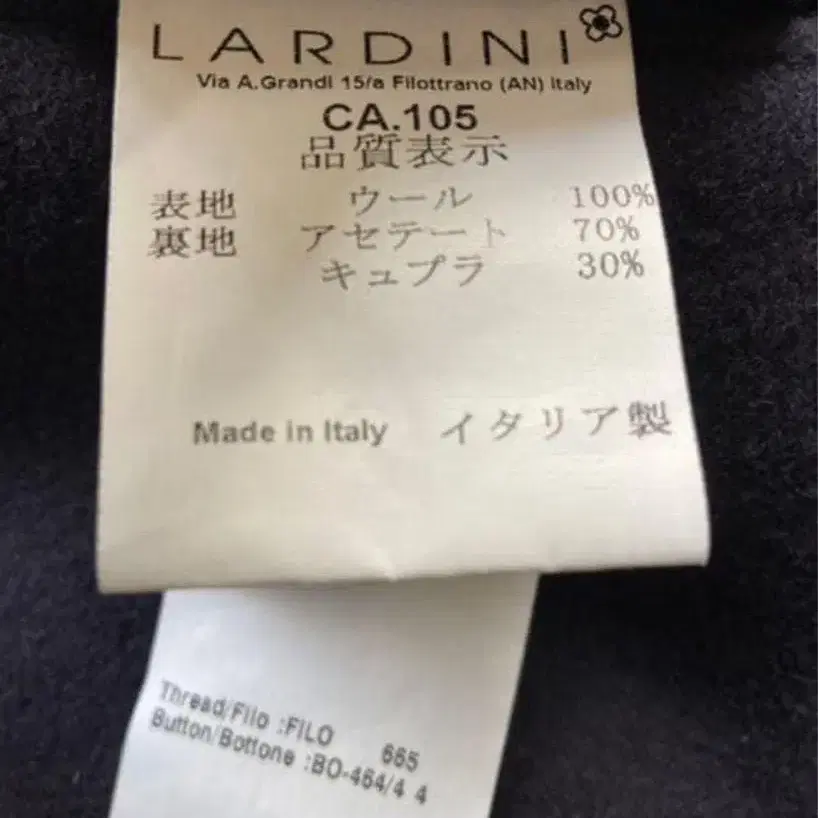 LARDINI
Via A.Grandi 15/a Filottrano (AN) Italy
CA.105
品質表示
表地 ウール 100%
裏地 アセテート 70%
キュプラ 30%
Made in Italy イタリア製
Thread/Filo :FILO 665
Button/Bottone :BO-464/4 4